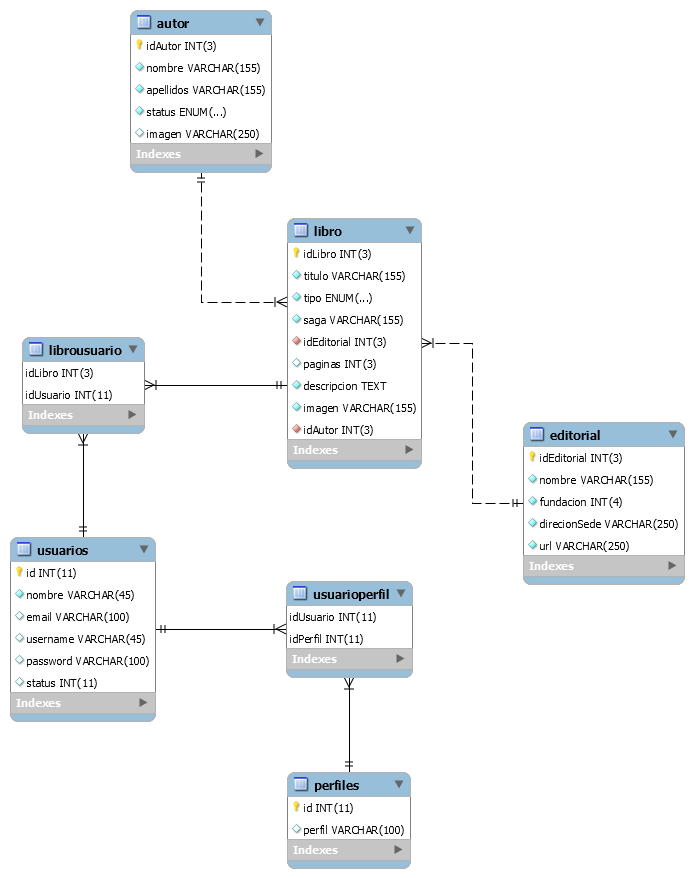 autor
idAutor INT(3)
nombre VARCHAR(155)
apellidos VARCHAR(155)
status ENUM(...)
imagen VARCHAR(250)
Indexes
libro
idLibro INT(3)
titulo VARCHAR(155)
tipo ENUM(...)
saga VARCHAR(155)
idEditorial INT(3)
paginas INT(3)
descripcion TEXT
imagen VARCHAR(155)
idAutor INT(3)
Indexes
librousuario
idLibro INT(3)
idUsuario INT(11)
Indexes
editorial
idEditorial INT(3)
nombre VARCHAR(155)
fundacion INT(4)
direcionSede VARCHAR(250)
url VARCHAR(250)
Indexes
usuarios
id INT(11)
nombre VARCHAR(45)
email VARCHAR(100)
username VARCHAR(45)
password VARCHAR(100)
status INT(11)
Indexes
usuarioperfil
idUsuario INT(11)
idPerfil INT(11)
Indexes
perfiles
id INT(11)
perfil VARCHAR(100)
Indexes